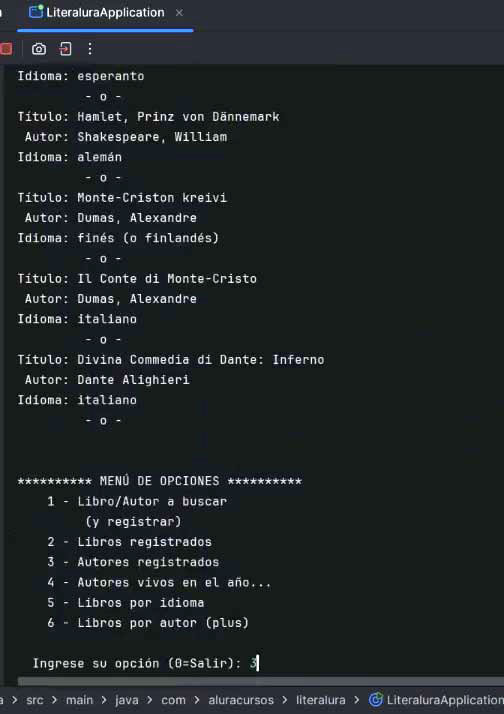 LiteraluraApplication
Idioma: esperanto
- o -
Título: Hamlet, Prinz von Dännemark
Autor: Shakespeare, William
Idioma: alemán
- o -
Título: Monte-Criston kreivi
Autor: Dumas, Alexandre
Idioma: finés (o finlandés)
- o -
Título: Il Conte di Monte-Cristo
Autor: Dumas, Alexandre
Idioma: italiano
- o -
Título: Divina Commedia di Dante: Inferno
Autor: Dante Alighieri
Idioma: italiano
- o -
********** MENÚ DE OPCIONES **********
1 - Libro/Autor a buscar
(y registrar)
2 - Libros registrados
3 - Autores registrados
4 - Autores vivos en el año...
5 - Libros por idioma
6 - Libros por autor (plus)
Ingrese su opción (0=Salir): 3
a > src > main > java > com > aluracursos > literalura > LiteraluraApplication